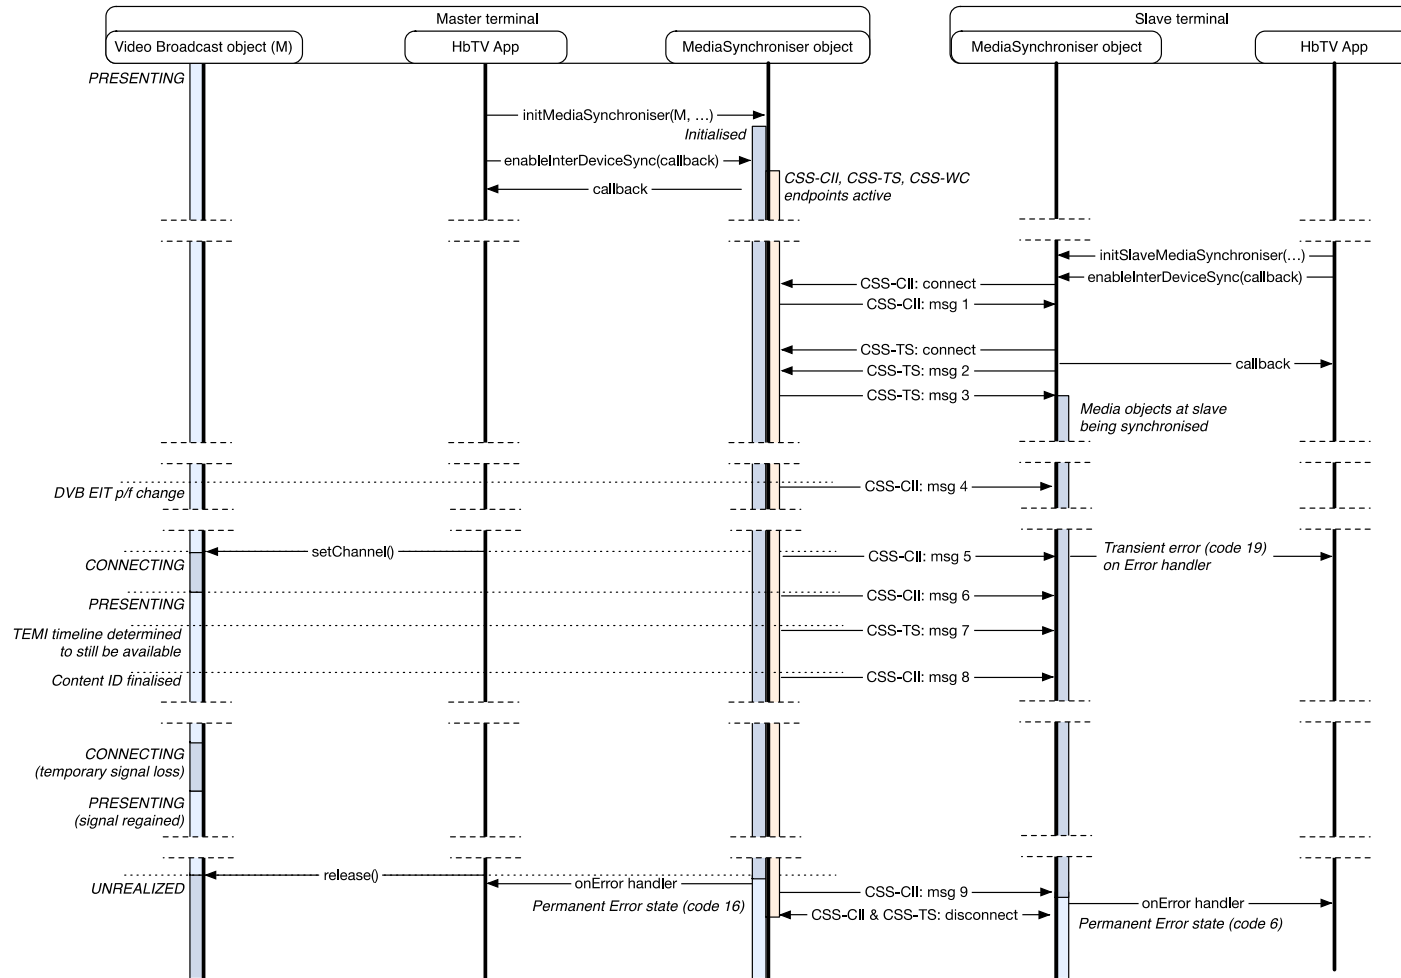 Master terminal
Slave terminal
Video Broadcast object (M)
HbTV App
MediaSynchroniser object
MediaSynchroniser object
HbTV App
PRESENTING
initMediaSynchroniser(M, ...)
Initialised
enableInterDeviceSync(callback)
CSS-CII, CSS-TS, CSS-WC
endpoints active
callback
initSlaveMediaSynchroniser(...)
enableInterDeviceSync(callback)
CSS-CII: connect
CSS-CII: msg 1
CSS-TS: connect
callback
CSS-TS: msg 2
CSS-TS: msg 3
Media objects at slave
being synchronised
DVB EIT p/f change
CSS-CII: msg 4
setChannel()
CONNECTING
CSS-CII: msg 5
Transient error (code 19)
on Error handler
PRESENTING
CSS-CII: msg 6
TEMI timeline determined
to still be available
CSS-TS: msg 7
Content ID finalised
CSS-CII: msg 8
CONNECTING
(temporary signal loss)
PRESENTING
(signal regained)
release()
UNREALIZED
onError handler
Permanent Error state (code 16)
CSS-CII: msg 9
CSS-CII & CSS-TS: disconnect
onError handler
Permanent Error state (code 6)